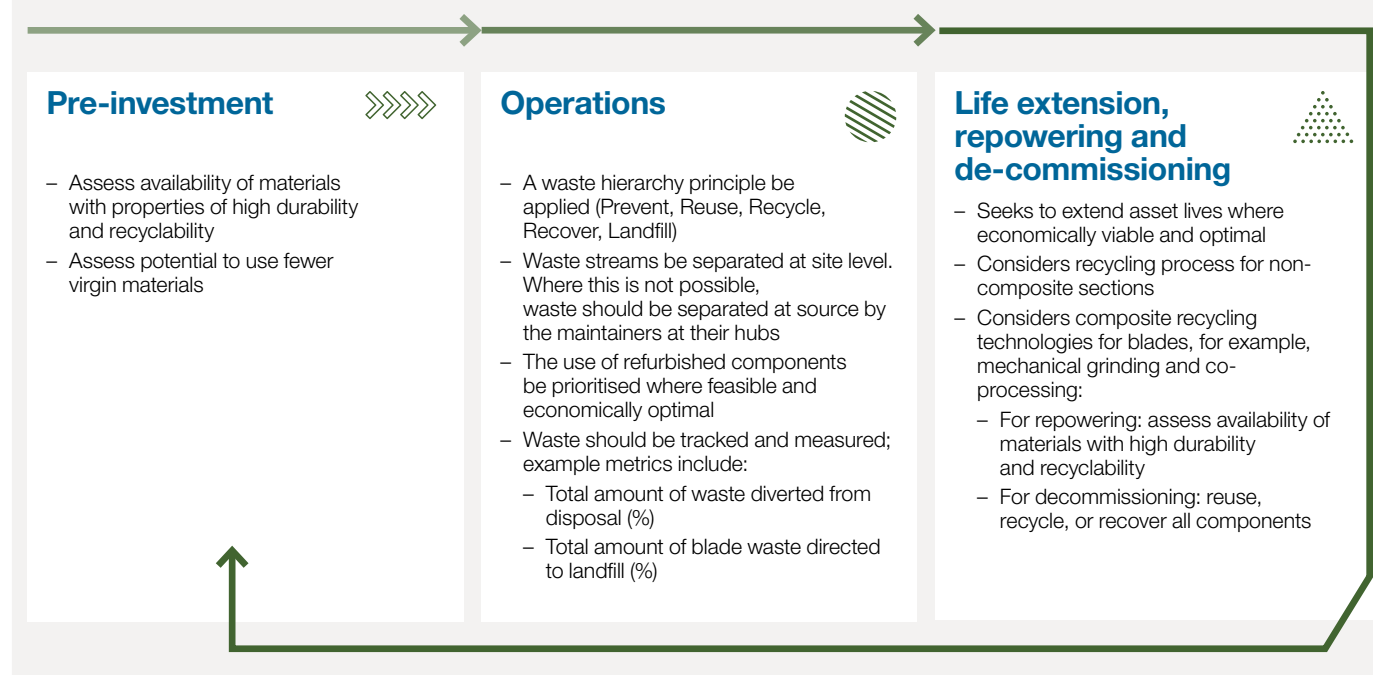 Pre-investment
– Assess availability of materials
with properties of high durability
and recyclability
– Assess potential to use fewer
virgin materials
Operations
– A waste hierarchy principle be
applied (Prevent, Reuse, Recycle,
Recover, Landfill)
– Waste streams be separated at site level.
Where this is not possible,
waste should be separated at source by
the maintainers at their hubs
– The use of refurbished components
be prioritised where feasible and
economically optimal
– Waste should be tracked and measured;
example metrics include:
– Total amount of waste diverted from
disposal (%)
– Total amount of blade waste directed
to landfill (%)
Life extension,
repowering and
de-commissioning
– Seeks to extend asset lives where
economically viable and optimal
– Considers recycling process for non-
composite sections
– Considers composite recycling
technologies for blades, for example,
mechanical grinding and co-
processing:
– For repowering: assess availability of
materials with high durability
and recyclability
– For decommissioning: reuse,
recycle, or recover all components